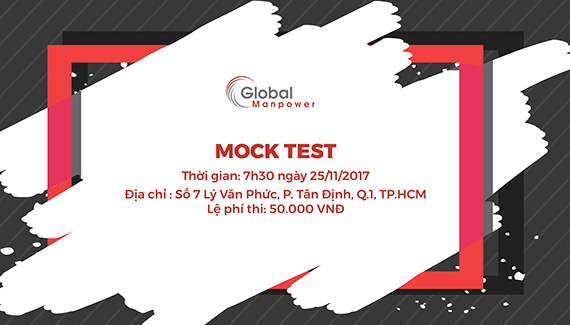 Global
Manpower
MOCK TEST
Thời gian: 7h30 ngày 25/11/2017
Địa chỉ : Số 7 Lý Văn Phức, P. Tân Định, Q.1, TP.HCM
Lệ phí thi: 50.000 VNĐ